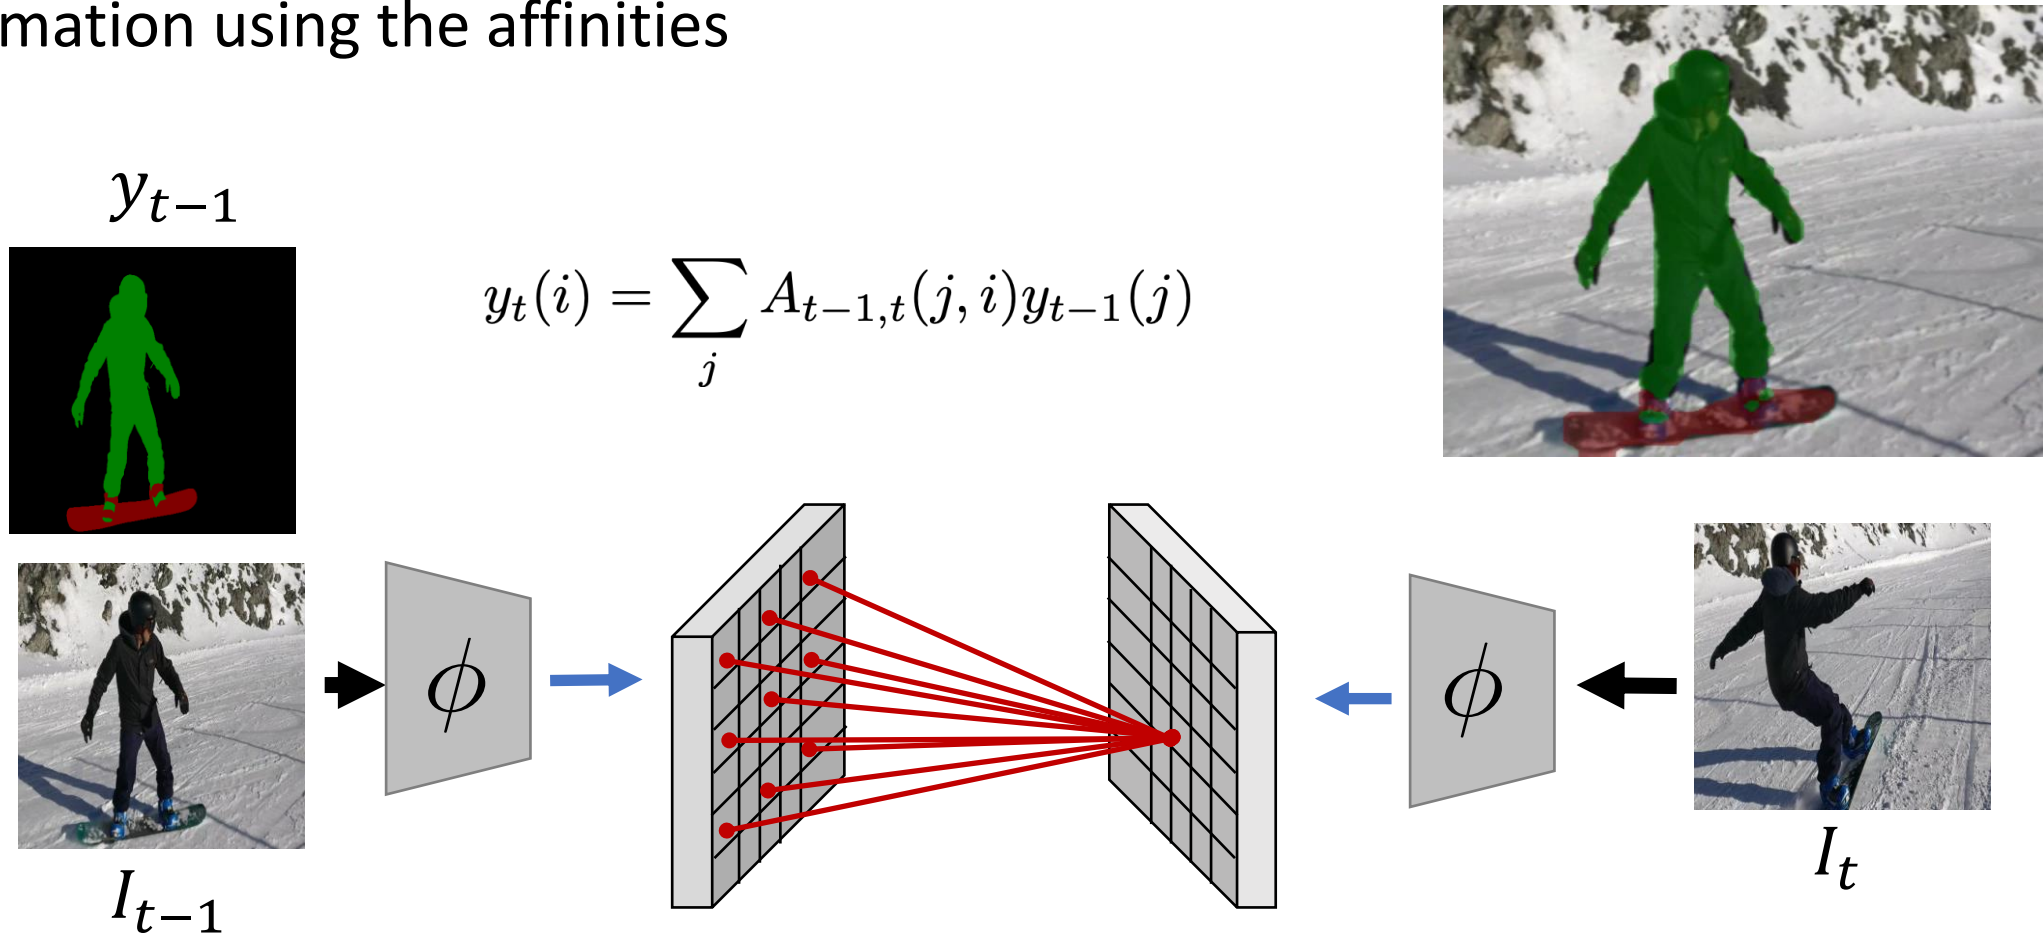 mation using the affinities
y_{t-1}
y_t(i) = \sum_j A_{t-1,t}(j, i)y_{t-1}(j)
ϕ
ϕ
I_t
I_{t-1}